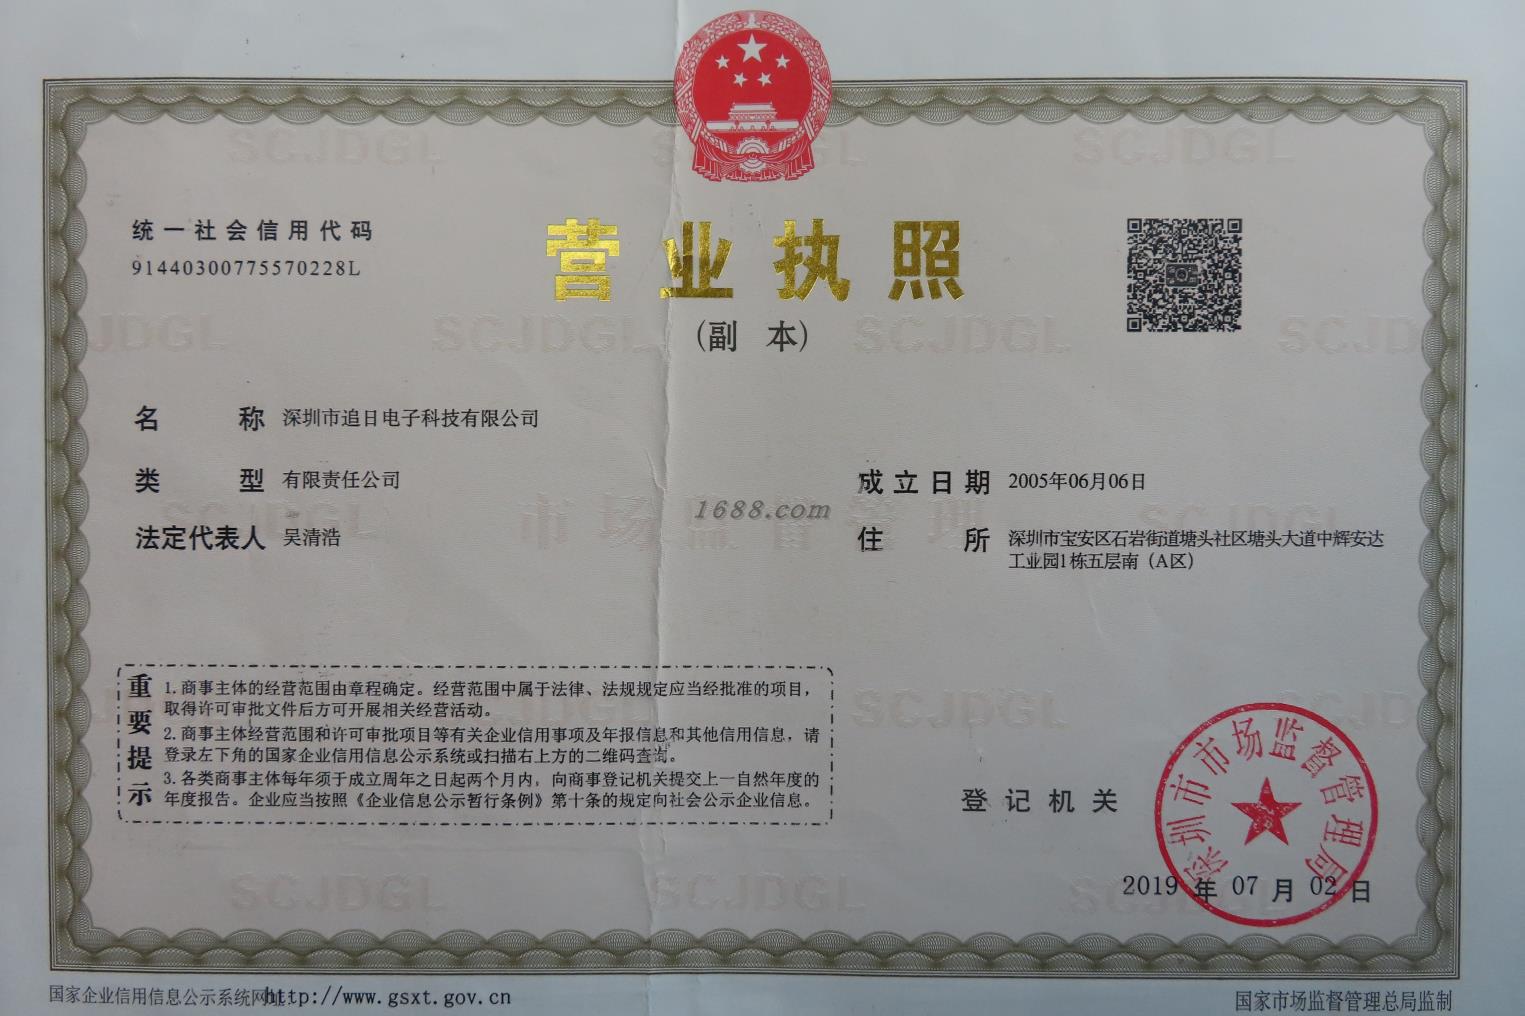 统一社会信用代码
91440300775570228L
营业执照
(副 本)
名 称 深圳市追日电子科技有限公司
类 型 有限责任公司
成立日期 2005年06月06日
1688.com
法定代表人 吴清浩
住 所 深圳市宝安区石岩街道塘头社区塘头大道中辉安达
工业园1栋五层南（A区）
重要提示
1.商事主体的经营范围由章程确定。经营范围中属于法律、法规规定应当经批准的项目，
取得许可审批文件后方可开展相关经营活动。
2.商事主体经营范围和许可审批项目等有关企业信用事项及年报信息和其他信用信息，请
登录左下角的国家企业信用信息公示系统或扫描右上方的二维码查询。
3.各类商事主体每年须于成立周年之日起两个月内，向商事登记机关提交上一自然年度的
年度报告。企业应当按照《企业信息公示暂行条例》第十条的规定向社会公示企业信息。
登记机关
深圳市市场监督管理局
2019 年 07 月 02 日
国家企业信用信息公示系统网址:http://www.gsxt.gov.cn
国家市场监督管理总局监制
SCJDGL
市场监督管理